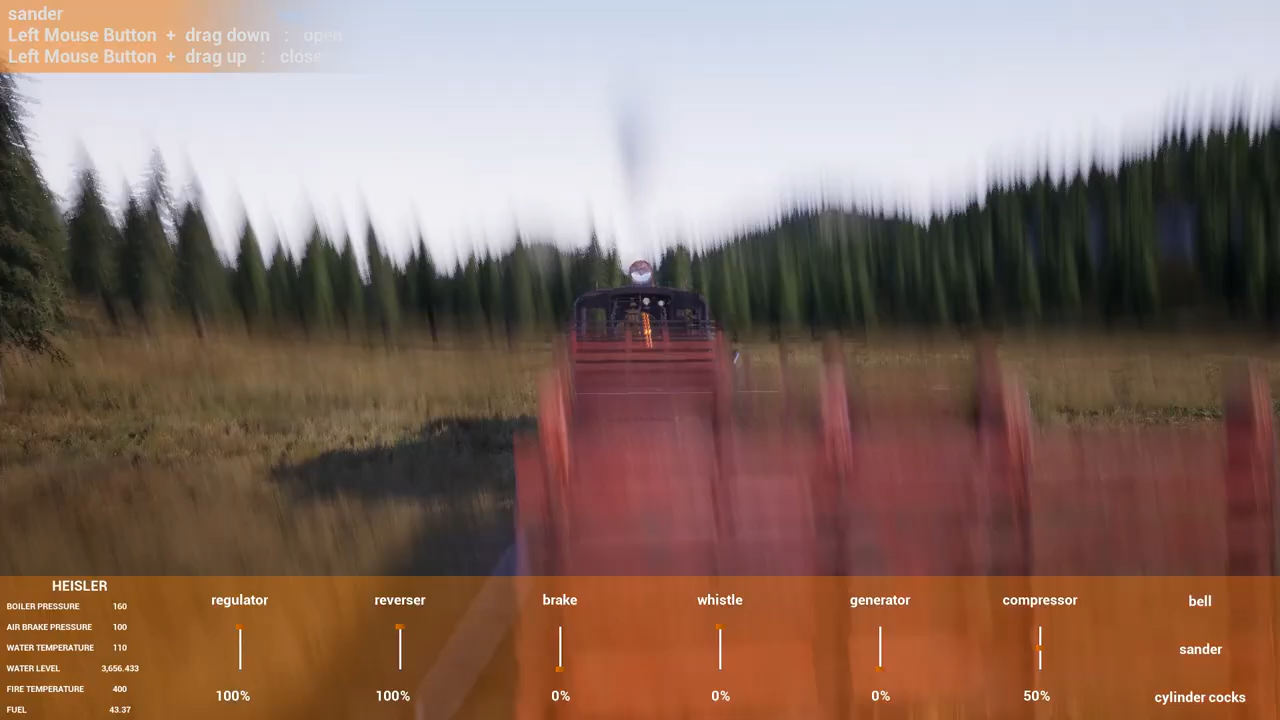 sander
Left Mouse Button + drag down : open
Left Mouse Button + drag up : close
HEISLER
BOILER PRESSURE 160
AIR BRAKE PRESSURE 100
WATER TEMPERATURE 110
WATER LEVEL 3,656.433
FIRE TEMPERATURE 400
FUEL 43.37
regulator
100%
reverser
100%
brake
0%
whistle
0%
generator
0%
compressor
50%
bell
sander
cylinder cocks